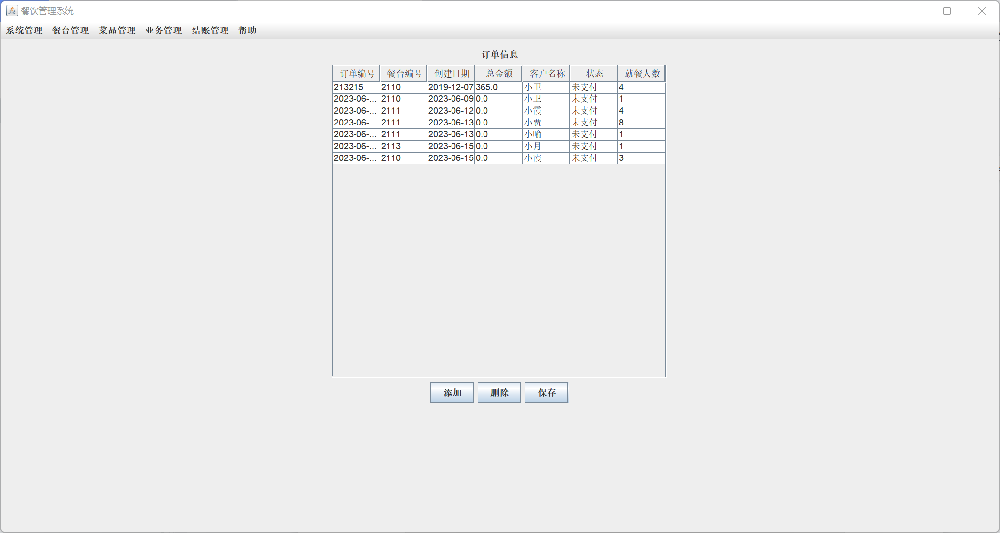 餐饮管理系统
系统管理 餐台管理 菜品管理 业务管理 结账管理 帮助
订单信息
订单编号 餐台编号 创建日期 总金额 客户名称 状态 就餐人数
213215 2110 2019-12-07 365.0 小卫 未支付 4
2023-06-... 2110 2023-06-09 0.0 小卫 未支付 1
2023-06-... 2111 2023-06-12 0.0 小霞 未支付 4
2023-06-... 2111 2023-06-13 0.0 小贾 未支付 8
2023-06-... 2111 2023-06-13 0.0 小喻 未支付 1
2023-06-... 2113 2023-06-15 0.0 小月 未支付 1
2023-06-... 2110 2023-06-15 0.0 小霞 未支付 3
添加 删除 保存